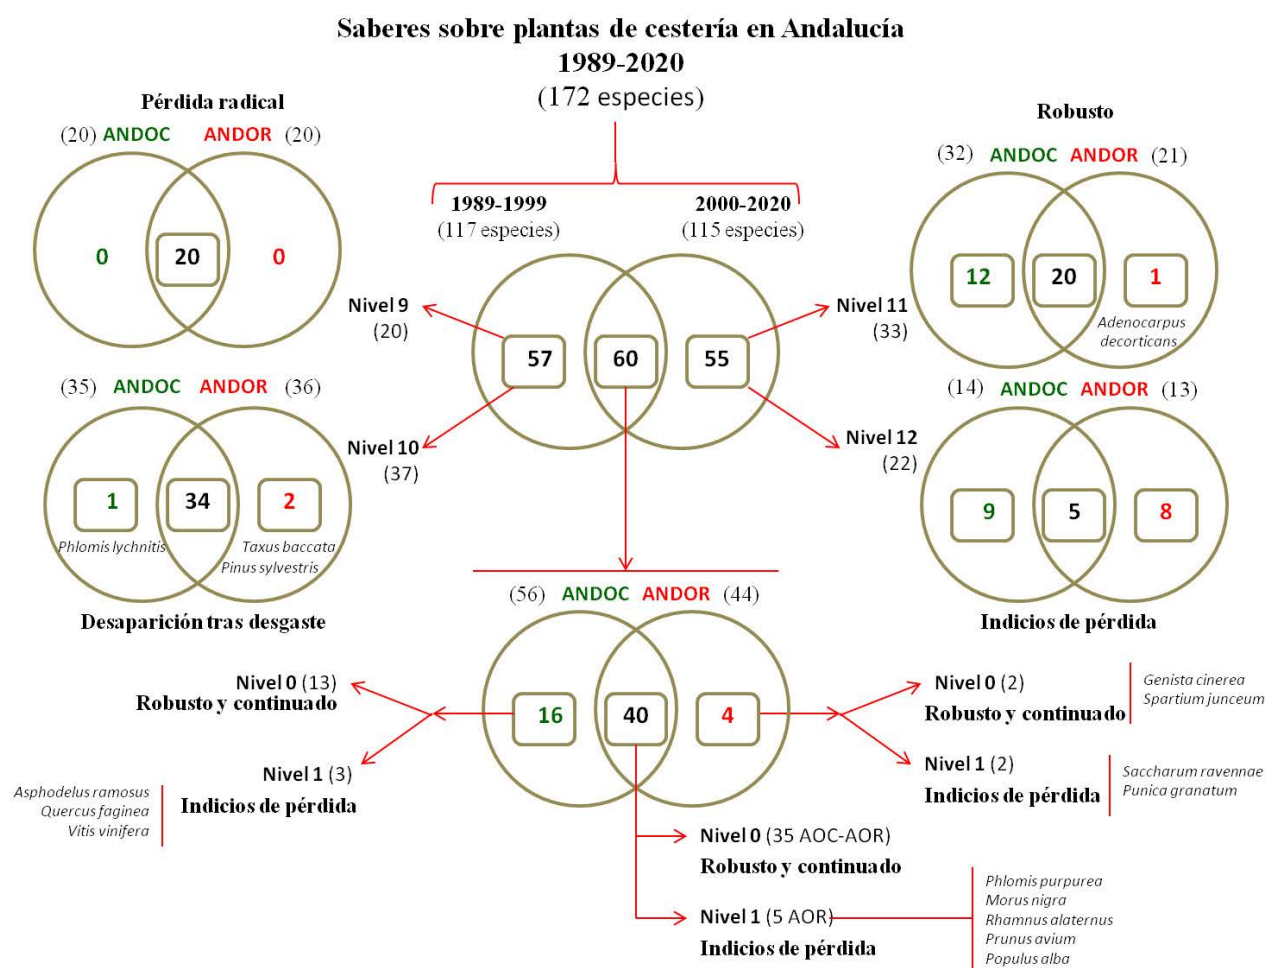 Saberes sobre plantas de cestería en Andalucía
1989-2020
(172 especies)
Pérdida radical
(20) ANDOC ANDOR (20)
0 20 0
Robusto
(32) ANDOC ANDOR (21)
12 20 1
Adenocarpus
decorticans
1989-1999
(117 especies)
2000-2020
(115 especies)
Nivel 9
(20)
57 60 55
Nivel 11
(33)
Nivel 10
(37)
Nivel 12
(22)
(35) ANDOC ANDOR (36)
1 34 2
Phlomis lychnitis
Taxus baccata
Pinus sylvestris
Desaparición tras desgaste
(14) ANDOC ANDOR (13)
9 5 8
Indicios de pérdida
(56) ANDOC ANDOR (44)
16 40 4
Nivel 0 (13)
Robusto y continuado
Nivel 1 (3)
Indicios de pérdida
Asphodelus ramosus
Quercus faginea
Vitis vinifera
Nivel 0 (2)
Robusto y continuado
Genista cinerea
Spartium junceum
Nivel 1 (2)
Indicios de pérdida
Saccharum ravennae
Punica granatum
Nivel 0 (35 AOC-AOR)
Robusto y continuado
Nivel 1 (5 AOR)
Indicios de pérdida
Phlomis purpurea
Morus nigra
Rhamnus alaternus
Prunus avium
Populus alba